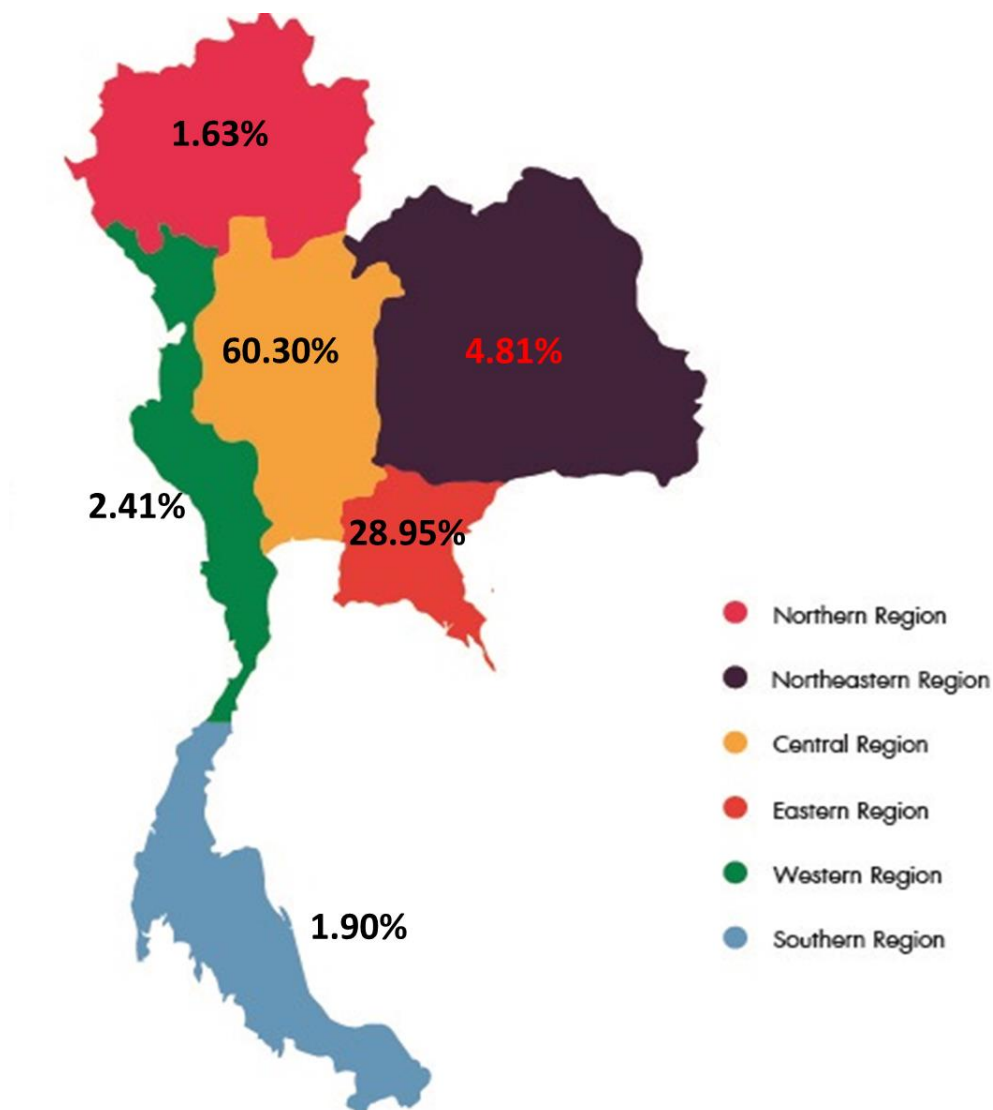 1.63%
60.30%
4.81%
2.41%
28.95%
1.90%
Northern Region
Northeastern Region
Central Region
Eastern Region
Western Region
Southern Region